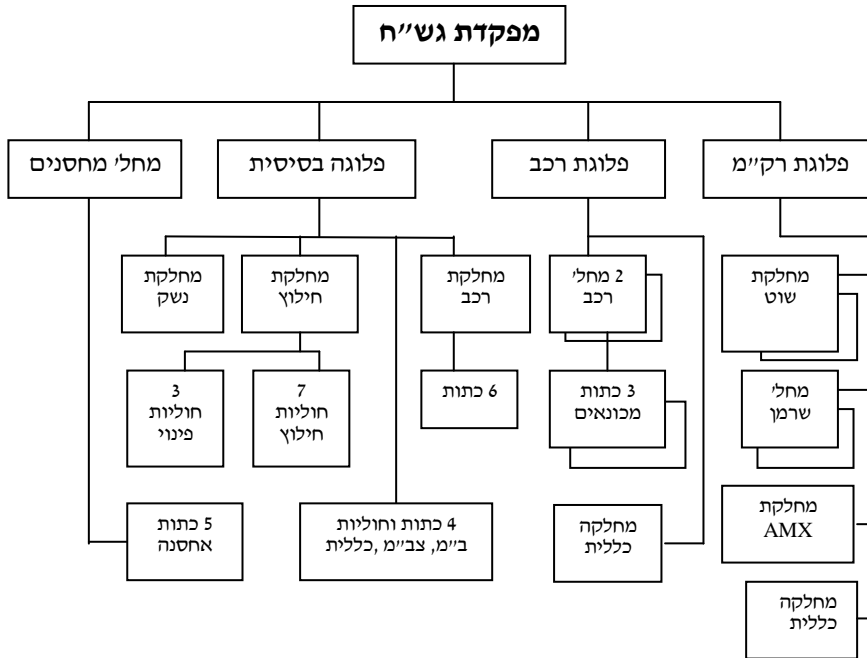 מפקדת גש״ח
פלוגת רק״מ
פלוגת רכב
פלוגה בסיסית
מחל׳ מחסנים
מחלקת
שוט
2 מחל׳
רכב
מחלקת
רכב
מחלקת
חילוץ
מחלקת
נשק
מחל׳
שרמן
3 כתות
מכונאים
6 כתות
7
חוליות
חילוץ
3
חוליות
פינוי
מחלקת
AMX
מחלקה
כללית
4 כתות וחוליות
ב״מ, צב״מ ,כללית
5 כתות
אחסנה
מחלקה
כללית